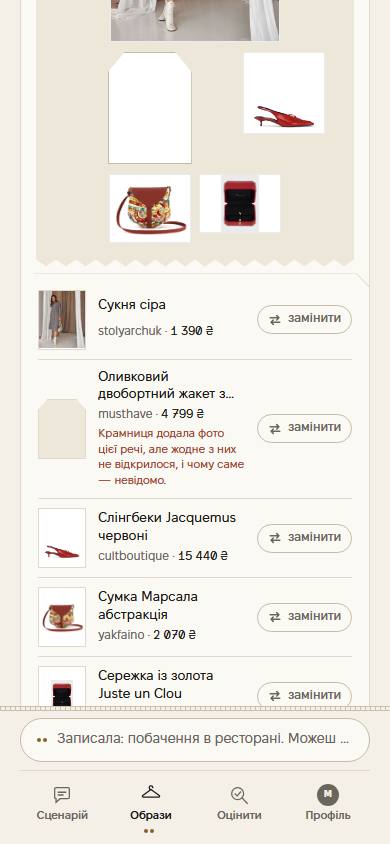 Сукня сіра
stolyarchuk · 1 390 ₴
замінити
Оливковий
двобортний жакет з…
musthave · 4 799 ₴
Крамниця додала фото
цієї речі, але жодне з них
не відкрилося, і чому саме
— невідомо.
замінити
Слінгбеки Jacquemus
червоні
cultboutique · 15 440 ₴
замінити
Сумка Марсала
абстракція
yakfaino · 2 070 ₴
замінити
Сережка із золота
Juste un Clou
замінити
Записала: побачення в ресторані. Можеш ...
Сценарій
Образи
Оцінити
М
Профіль